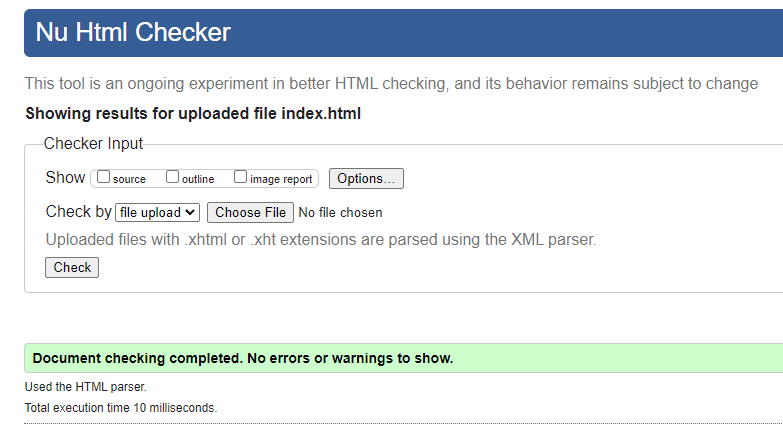 Nu Html Checker
This tool is an ongoing experiment in better HTML checking, and its behavior remains subject to change
Showing results for uploaded file index.html
Checker Input
Show source outline image report Options...
Check by file upload Choose File No file chosen
Uploaded files with .xhtml or .xht extensions are parsed using the XML parser.
Check
Document checking completed. No errors or warnings to show.
Used the HTML parser.
Total execution time 10 milliseconds.